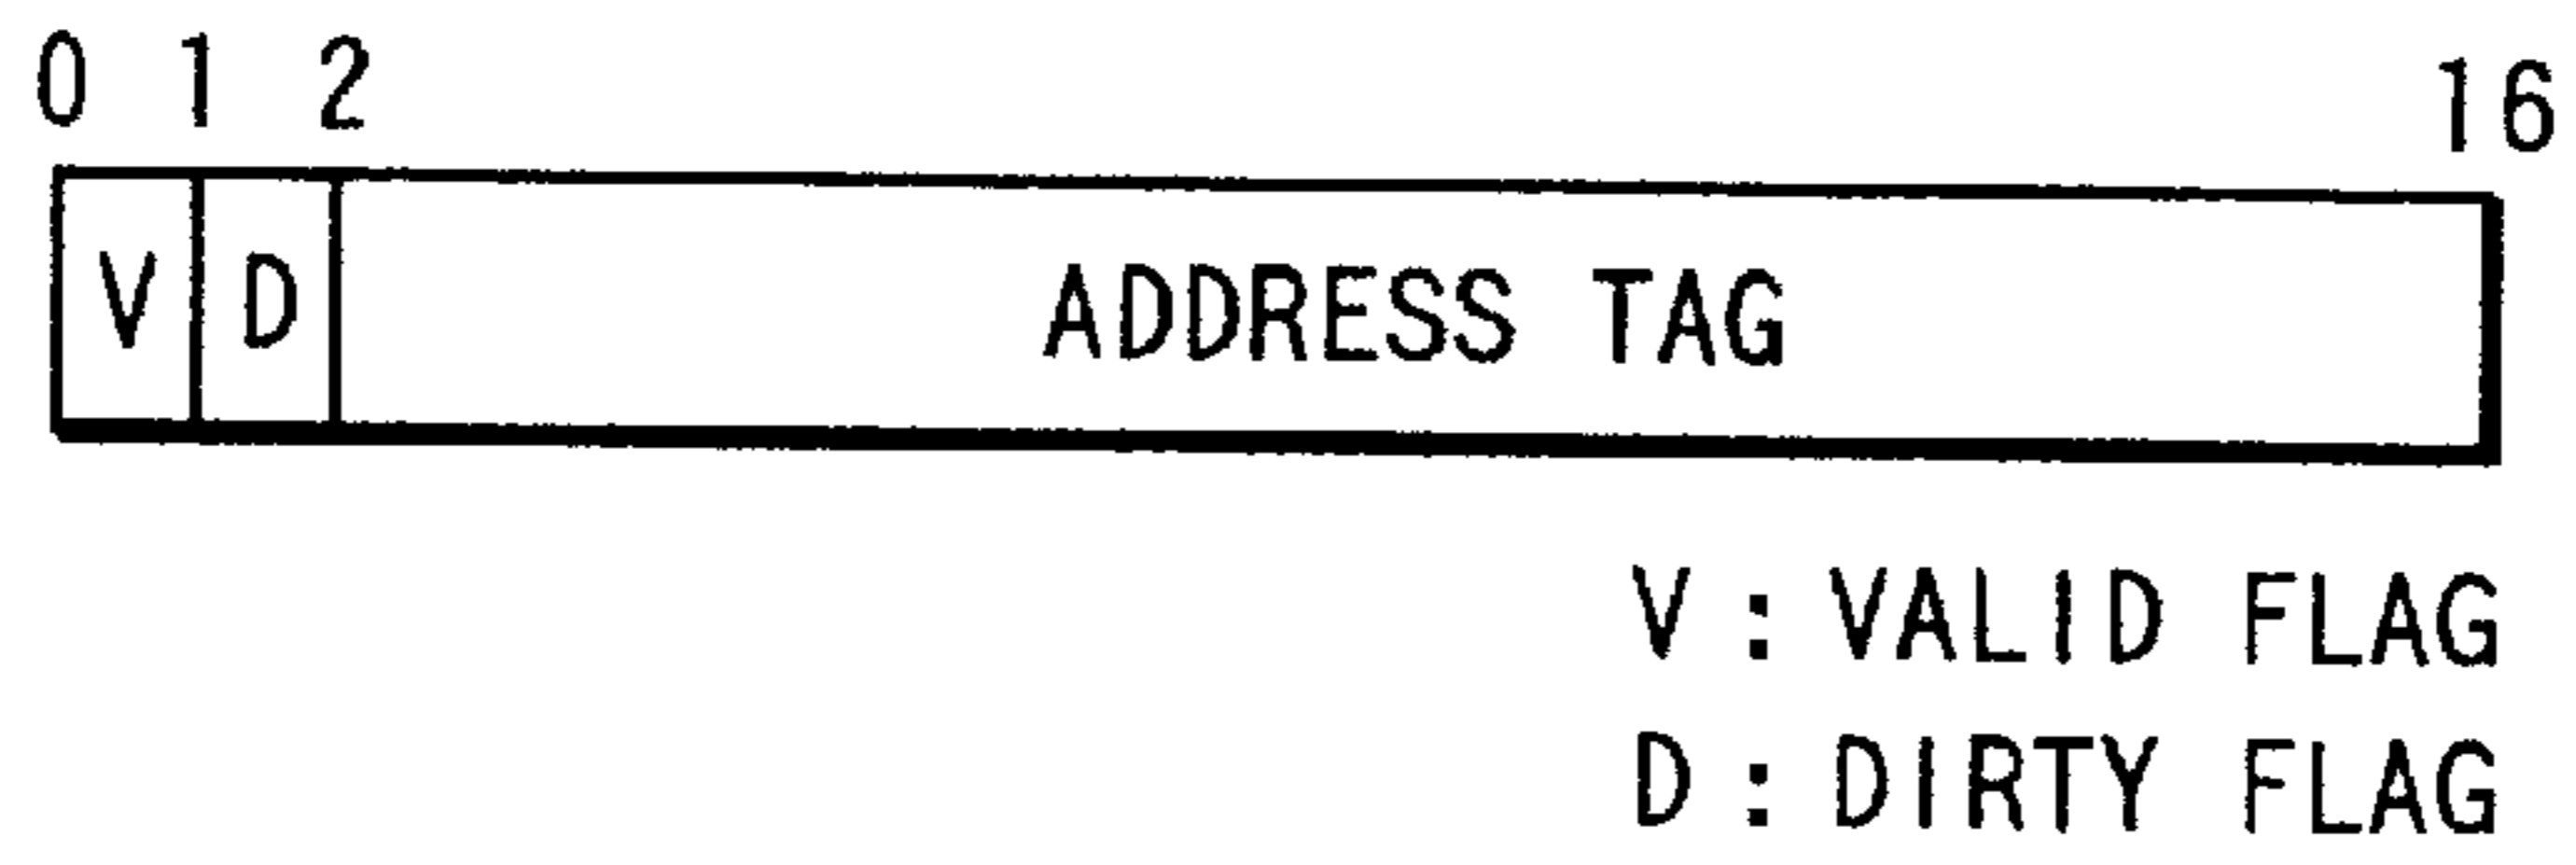 0 1 2 16
V D ADDRESS TAG
V : VALID FLAG
D : DIRTY FLAG